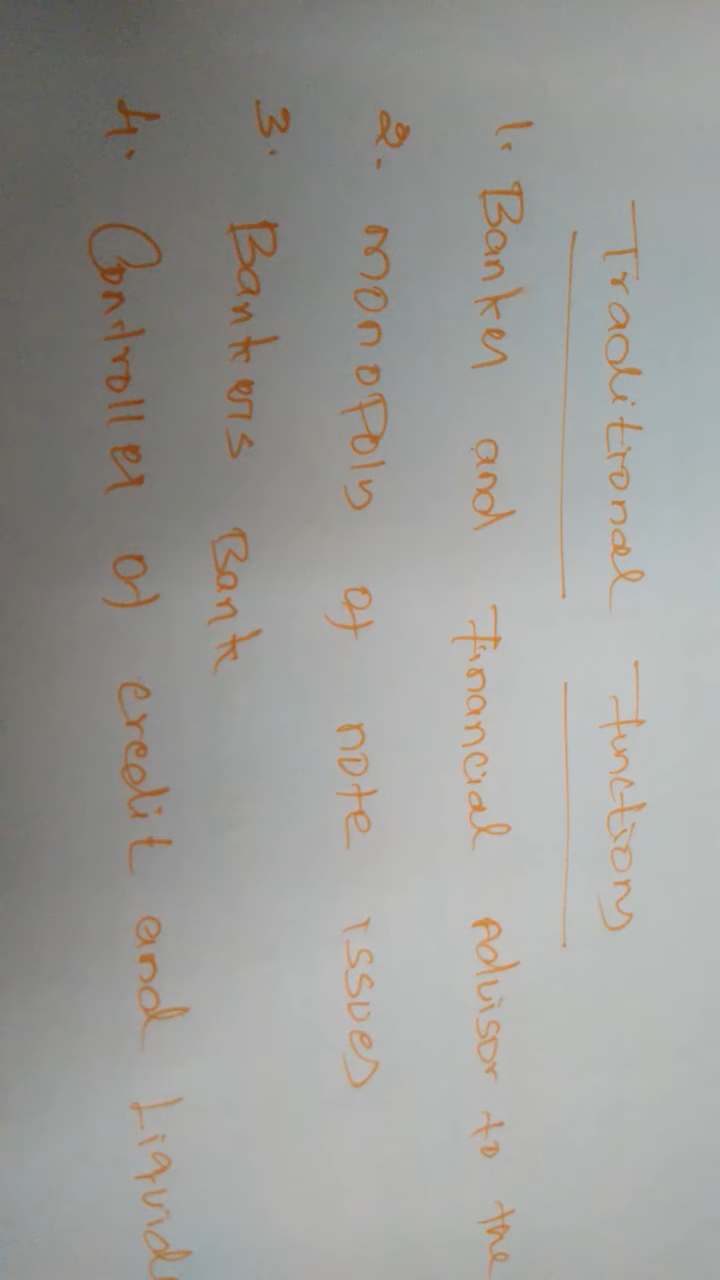 Traditional Functions
1. Banker and Financial Advisor to the
2. monopoly of note issues
3. Bankers Bank
4. Controller of credit and